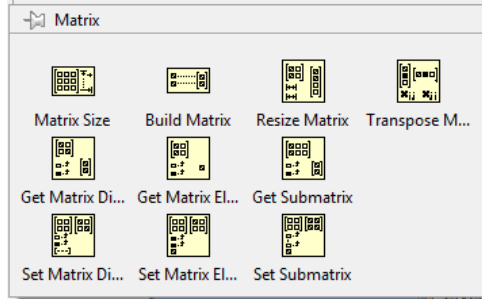 Matrix
Matrix Size Build Matrix Resize Matrix Transpose M...
Get Matrix Di... Get Matrix El... Get Submatrix
Set Matrix Di... Set Matrix El... Set Submatrix